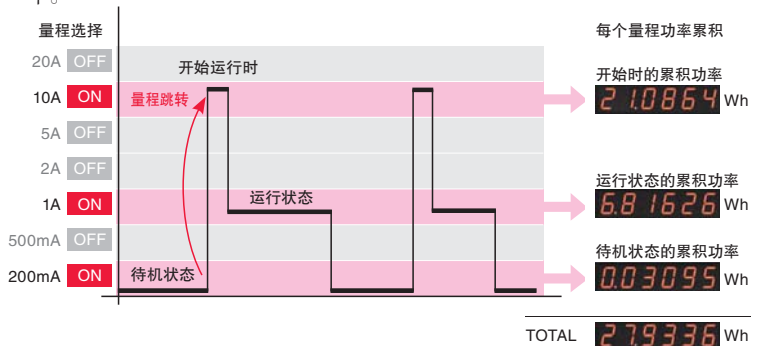 量程选择
每个量程功率累积
20A OFF
开始运行时
开始时的累积功率
10A ON
量程跳转
21.0864 Wh
5A OFF
2A OFF
运行状态的累积功率
1A ON
运行状态
6.81626 Wh
500mA OFF
待机状态的累积功率
200mA ON
待机状态
0.03095 Wh
TOTAL 27.9336 Wh